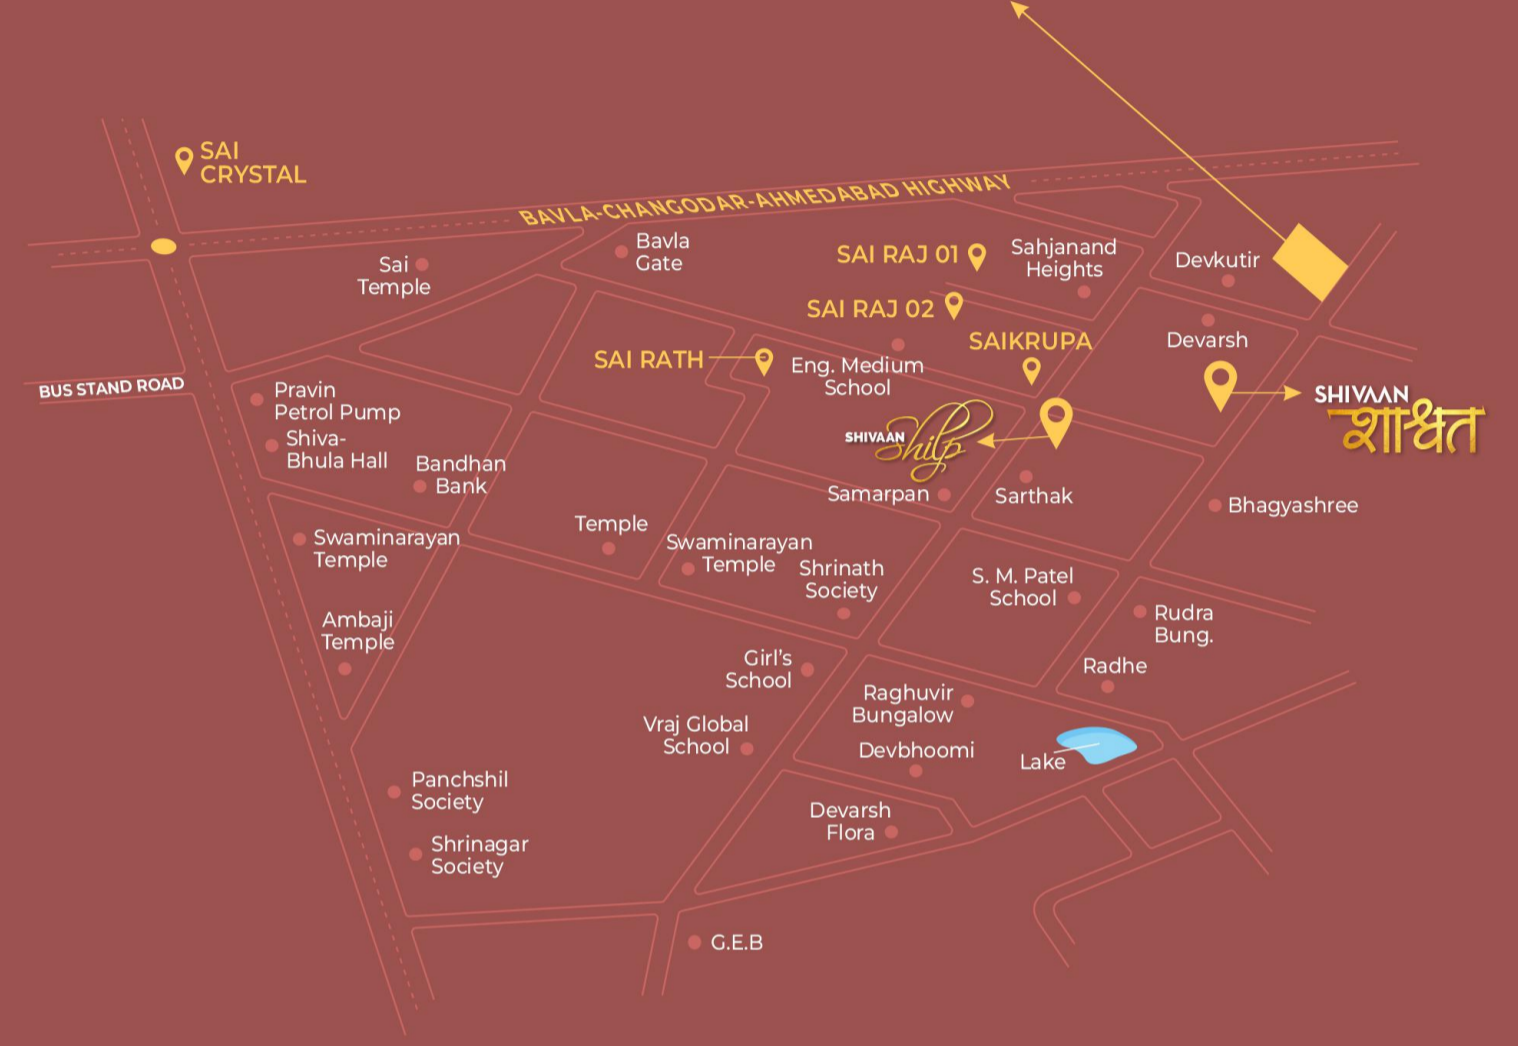 SAI
CRYSTAL
BAVLA-CHANGODAR-AHMEDABAD HIGHWAY
Bavla
Gate
Sai
Temple
SAI RAJ 01
Sahjanand
Heights
Devkutir
SAI RAJ 02
SAIKRUPA
Devarsh
SAI RATH
Eng. Medium
School
BUS STAND ROAD
Pravin
Petrol Pump
Shiva-
Bhula Hall
SHIVAAN
शाश्वत
SHIVAAN
Shilp
Bandhan
Bank
Samarpan
Sarthak
Bhagyashree
Swaminarayan
Temple
Temple
Swaminarayan
Temple
Shrinath
Society
S. M. Patel
School
Rudra
Bung.
Ambaji
Temple
Girl's
School
Radhe
Raghuvir
Bungalow
Vraj Global
School
Devbhoomi
Lake
Panchshil
Society
Devarsh
Flora
Shrinagar
Society
G.E.B